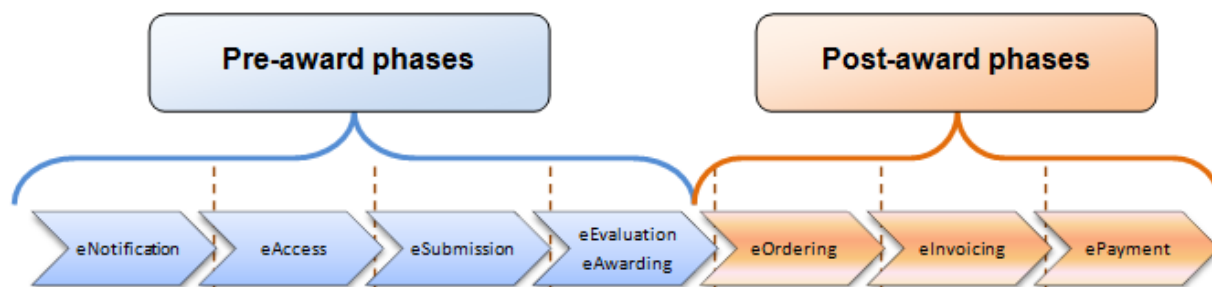 Pre-award phases
Post-award phases
eNotification
eAccess
eSubmission
eEvaluation
eAwarding
eOrdering
eInvoicing
ePayment